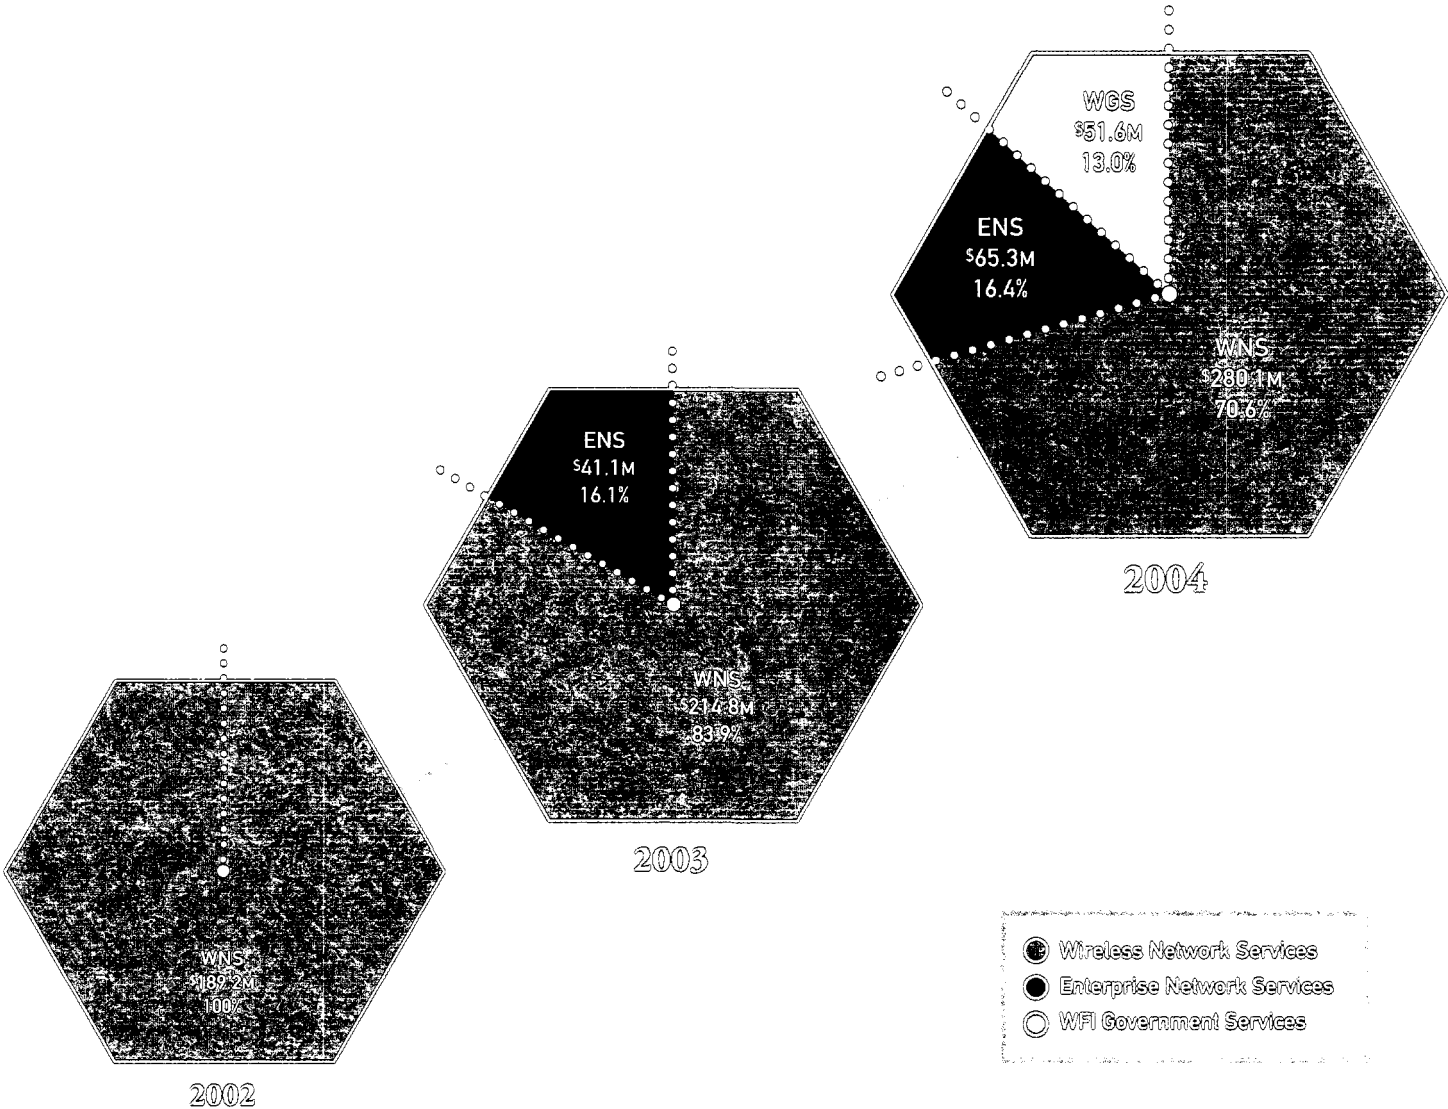 WGS
$51.6M
13.0%
ENS
$65.3M
16.4%
WNS
$280.1M
70.6%
2004
ENS
$41.1M
16.1%
WNS
$214.8M
83.9%
2003
WNS
$189.2M
100%
2002
Wireless Network Services
Enterprise Network Services
WFI Government Services